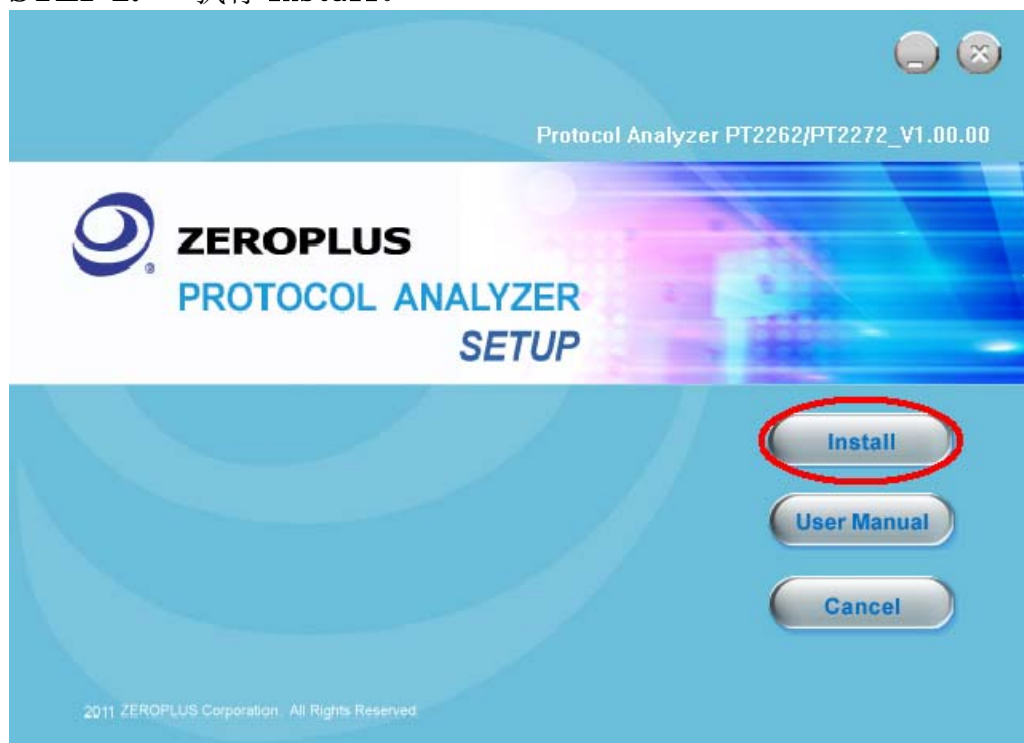 Protocol Analyzer PT2262/PT2272_V1.00.00
ZEROPLUS
PROTOCOL ANALYZER
SETUP
Install
User Manual
Cancel
2011 ZEROPLUS Corporation. All Rights Reserved.